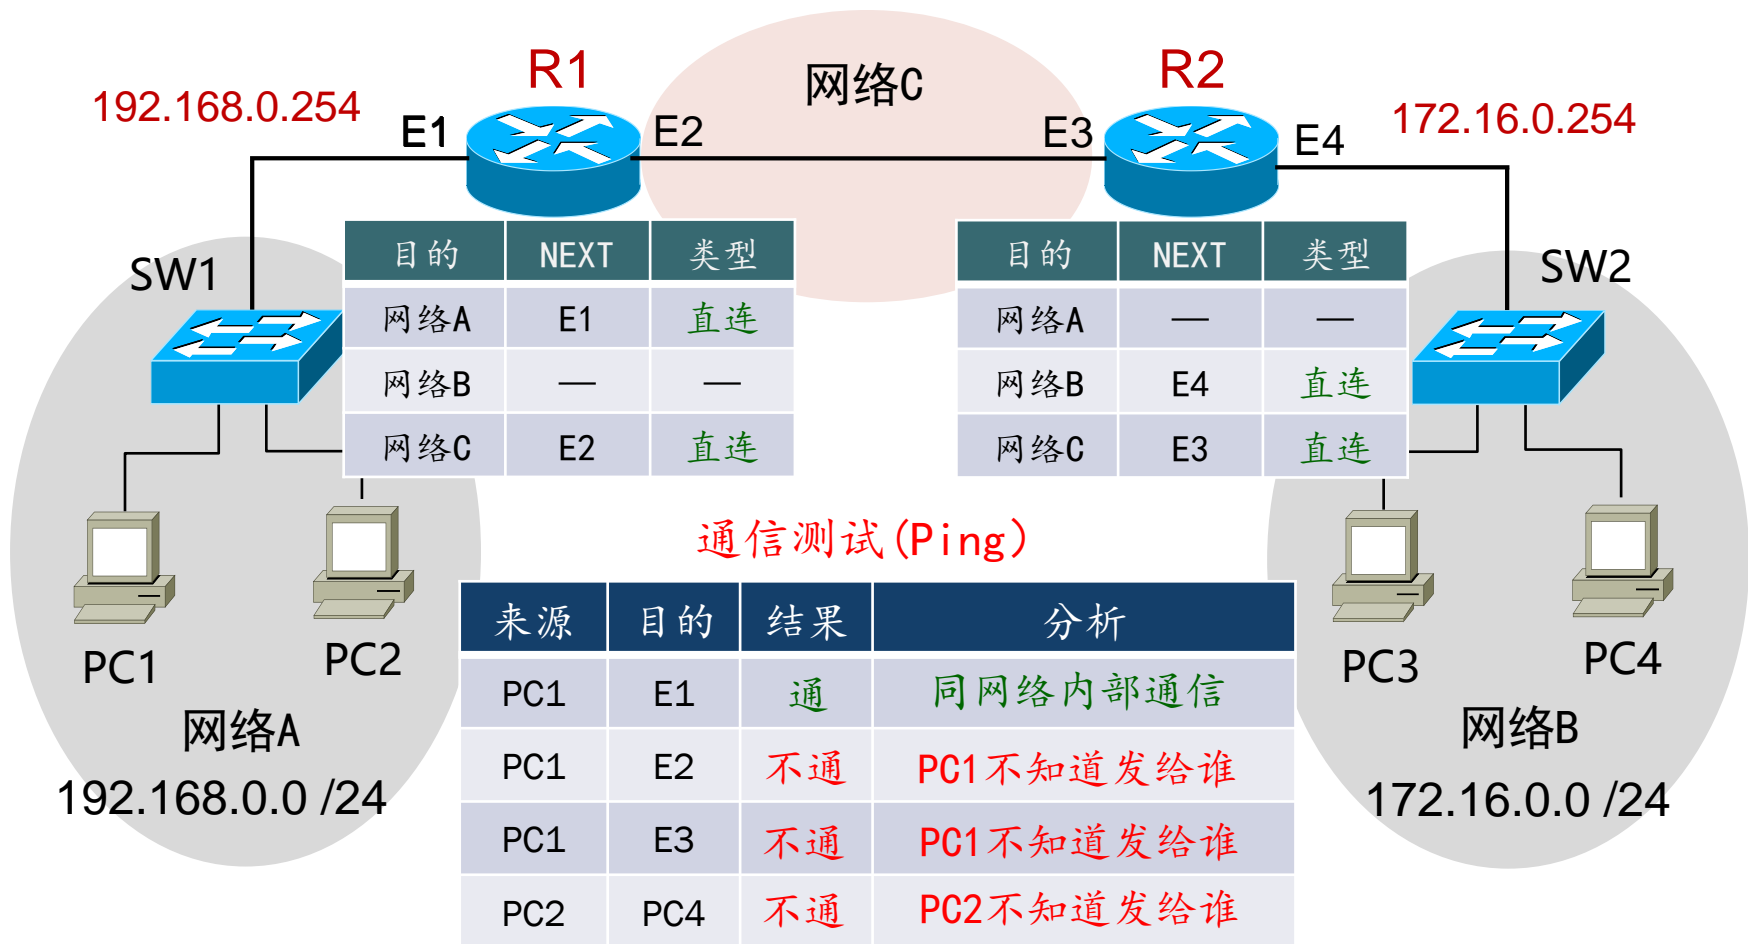 R1
网络C
R2
192.168.0.254
E1
E2
E3
E4
172.16.0.254
SW1
SW2
目的 NEXT 类型
网络A E1 直连
网络B — —
网络C E2 直连
目的 NEXT 类型
网络A — —
网络B E4 直连
网络C E3 直连
PC1
PC2
网络A
192.168.0.0 /24
PC3
PC4
网络B
172.16.0.0 /24
通信测试(Ping)
来源 目的 结果 分析
PC1 E1 通 同网络内部通信
PC1 E2 不通 PC1不知道发给谁
PC1 E3 不通 PC1不知道发给谁
PC2 PC4 不通 PC2不知道发给谁